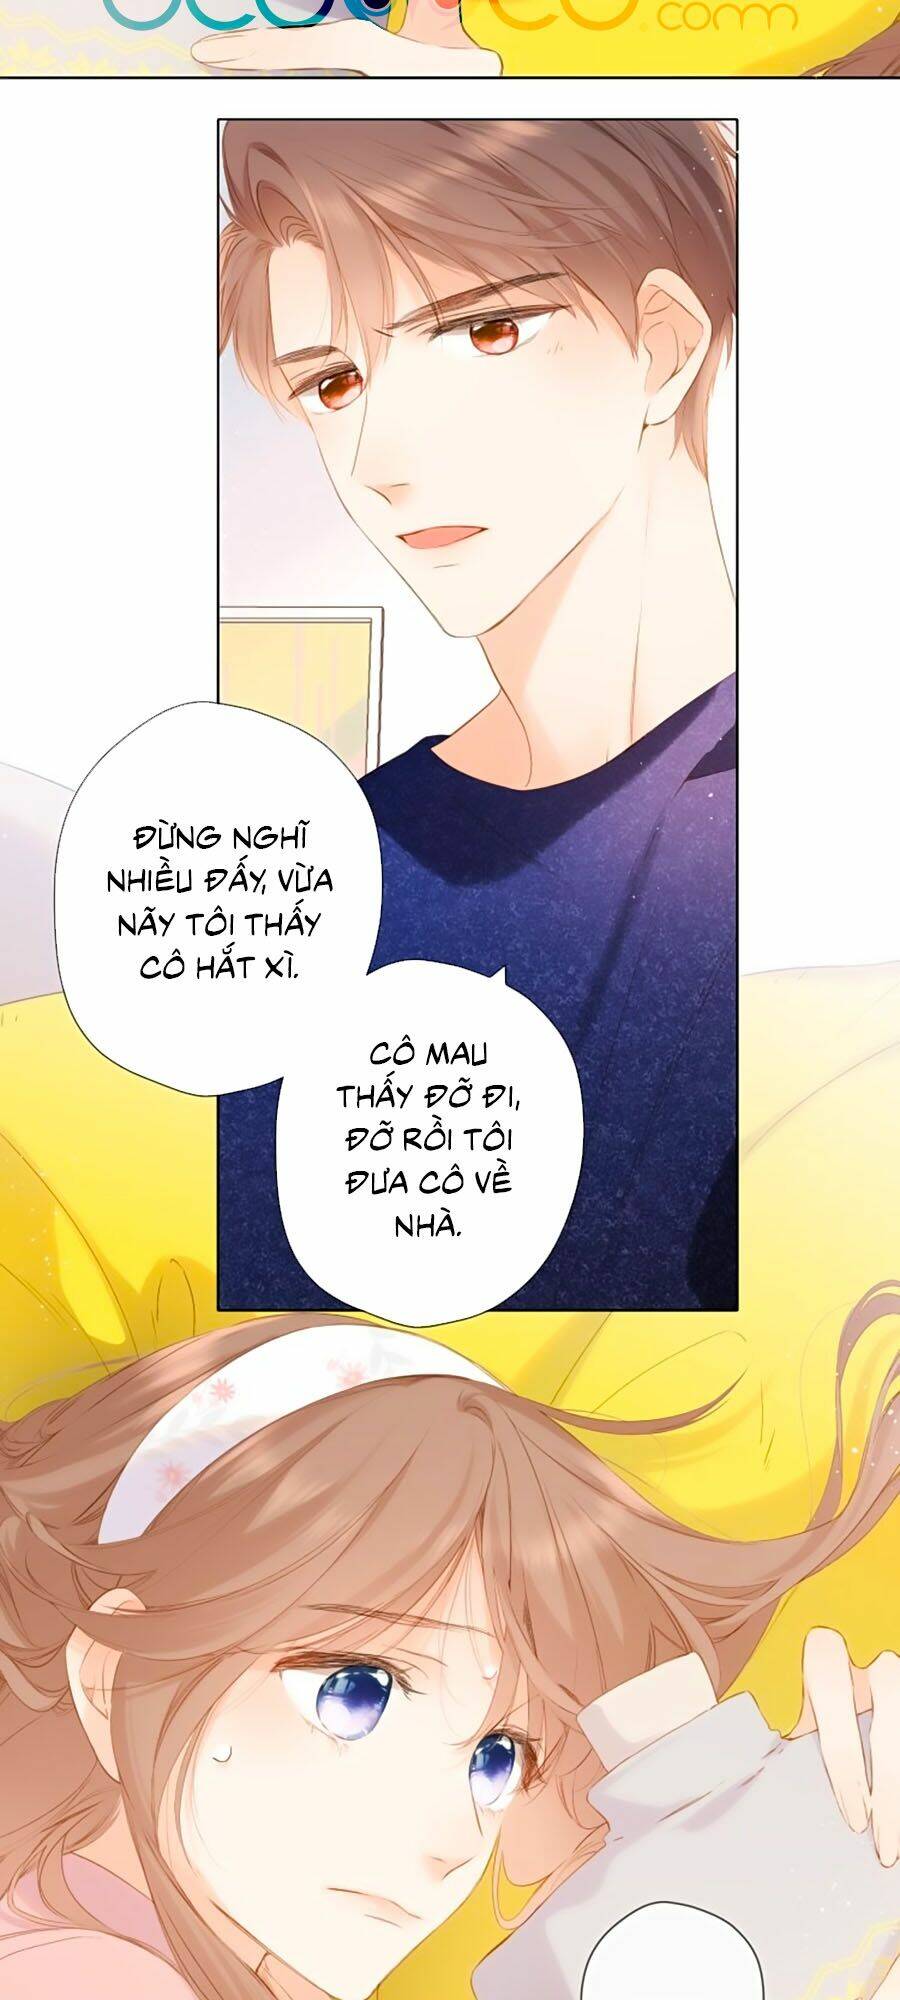 .com
ĐỪNG NGHĨ
NHIỀU ĐẤY, VỪA
NÃY TÔI THẤY
CÔ HẮT XÌ.
CÔ MAU
THẤY ĐỠ ĐI,
ĐỠ RỒI TÔI
ĐƯA CÔ VỀ
NHÀ.